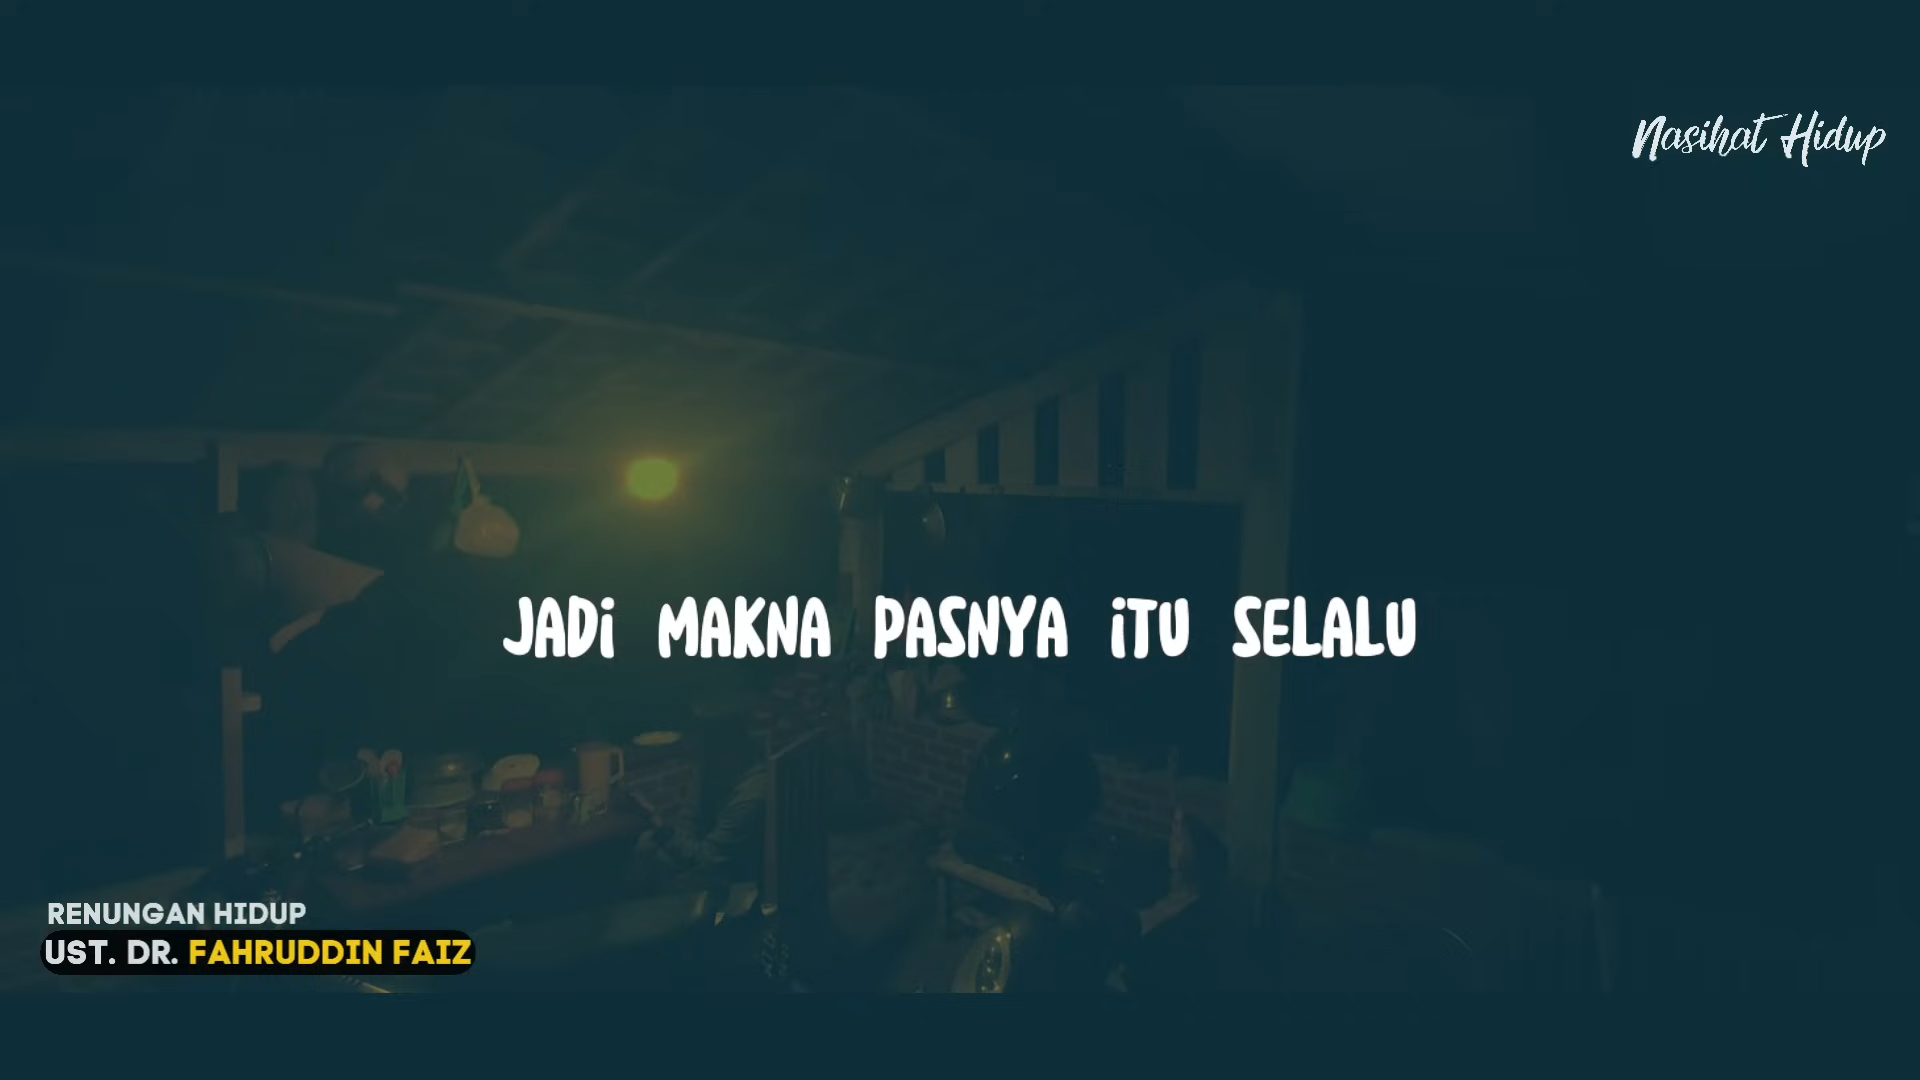 Nasihat Hidup
JADI MAKNA PASNYA ITU SELALU
RENUNGAN HIDUP
UST. DR. FAHRUDDIN FAIZ